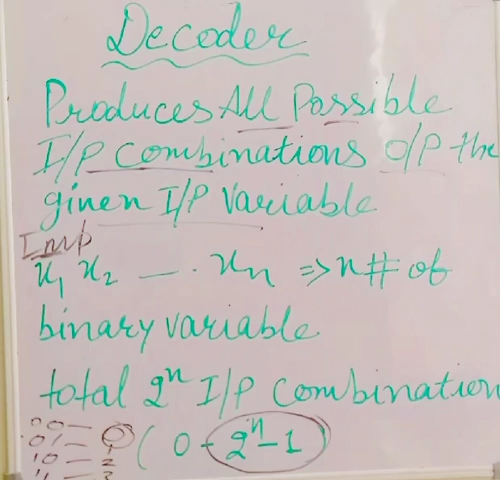 Decoder
Produces All Possible
I/P Combinations O/P the
given I/P Variable
Imp
x₁ x₂ — . xₙ => n # of
binary variable
total 2ⁿ I/P Combination
00 — 0
01 — 1
10 — 2
11 — 3
( 0 - 2ⁿ - 1 )